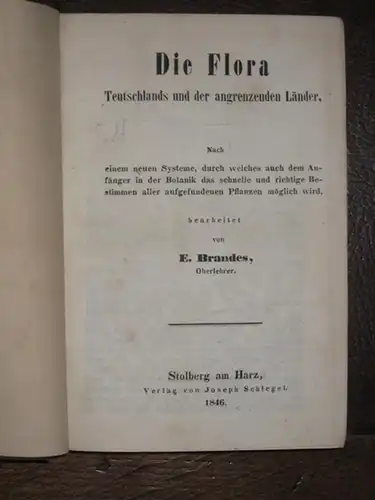 Die Flora
Teutschlands und der angrenzenden Länder.
Nach
einem neuen Systeme, durch welches auch dem An-
fänger in der Botanik das schnelle und richtige Be-
stimmen aller aufgefundenen Pflanzen möglich wird,
bearbeitet
von
E. Brandes,
Oberlehrer.
Stolberg am Harz,
Verlag von Joseph Schlegel.
1846.